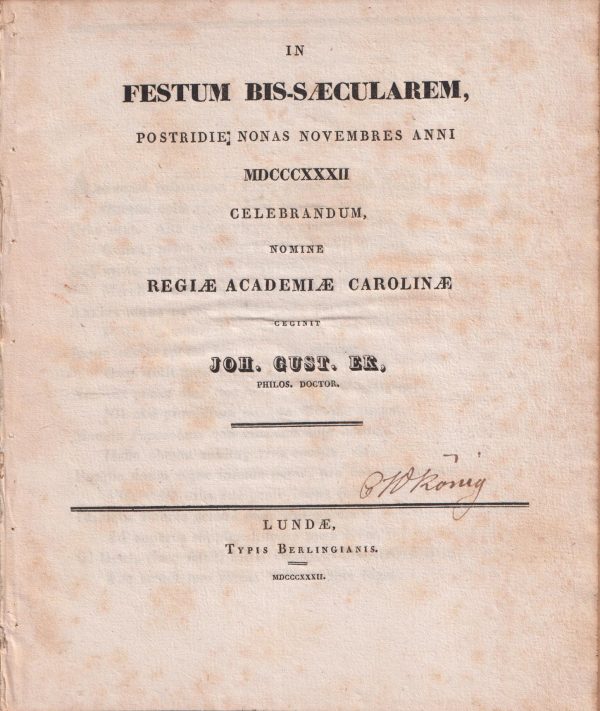 IN
FESTUM BIS-SÆCULAREM,
POSTRIDIE; NONAS NOVEMBRES ANNI
MDCCCXXXII
CELEBRANDUM,
NOMINE
REGIÆ ACADEMIÆ CAROLINÆ
CECINIT
JOH. GUST. EK,
PHILOS. DOCTOR.
König
LUNDÆ,
TYPIS BERLINGIANIS.
MDCCCXXXII.